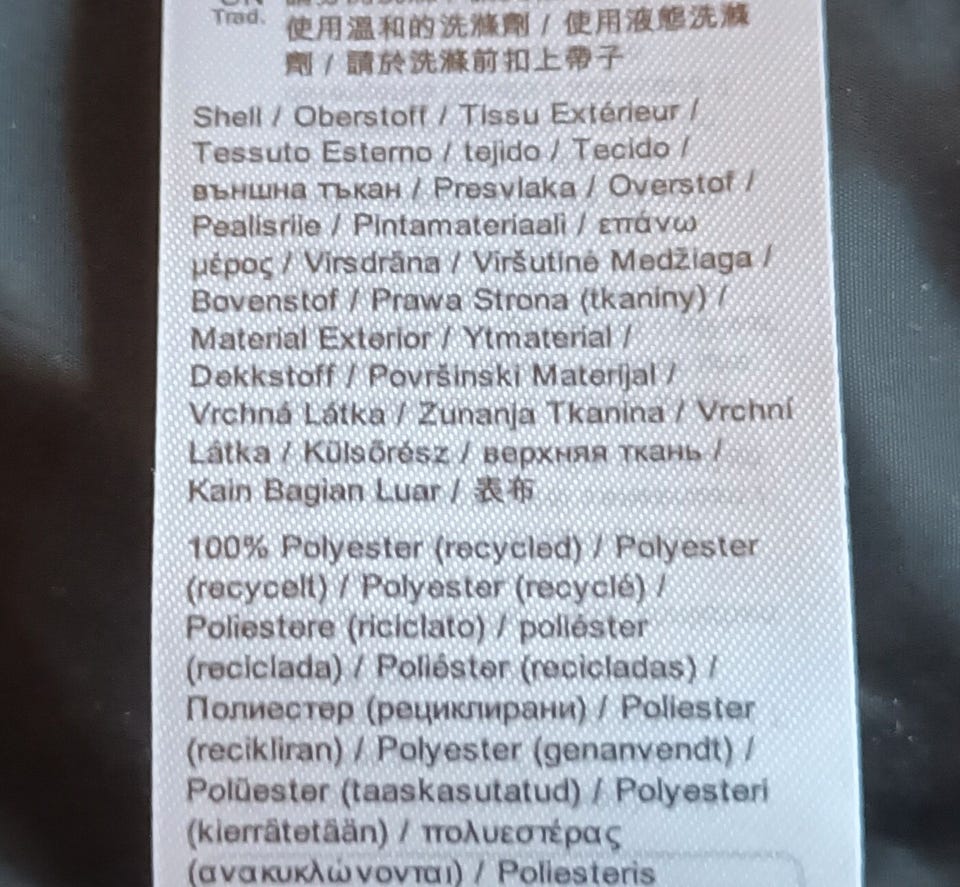 Trad.
使用溫和的洗滌劑 / 使用液態洗滌
劑 / 請於洗滌前扣上帶子
Shell / Oberstoff / Tissu Extérieur /
Tessuto Esterno / tejido / Tecido /
външна тъкан / Presvlaka / Overstof /
Pealisriie / Pintamateriaali / επάνω
μέρος / Virsdrāna / Viršutinė Medžiaga /
Bovenstof / Prawa Strona (tkaniny) /
Material Exterior / Ytmaterial /
Dekkstoff / Površinski Materijal /
Vrchná Látka / Zunanja Tkanina / Vrchní
Látka / Külsőrész / верхняя ткань /
Kain Bagian Luar / 表布
100% Polyester (recycled) / Polyester
(recycelt) / Polyester (recyclé) /
Poliestere (riciclato) / poliéster
(reciclada) / Poliéster (recicladas) /
Полиестер (рециклирани) / Poliester
(recikliran) / Polyester (genanvendt) /
Polüester (taaskasutatud) / Polyesteri
(kierrätetään) / πολυεστέρας
(ανακυκλώνονται) / Poliesteris